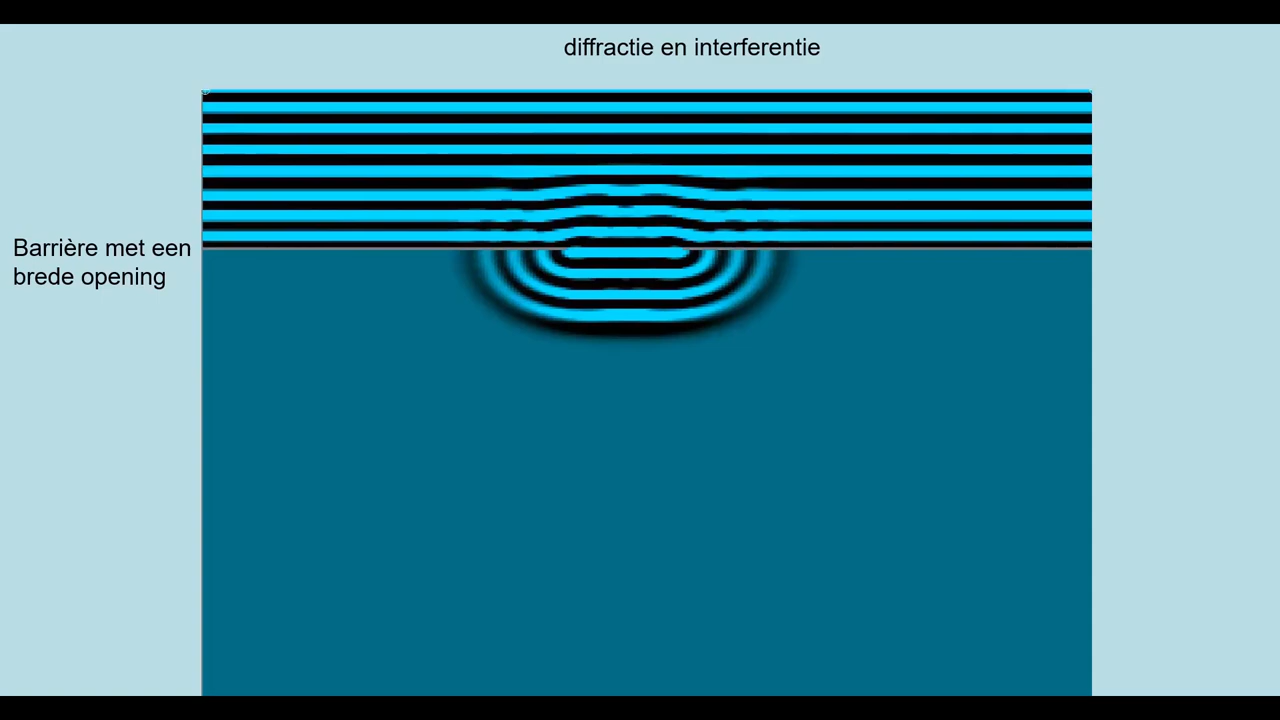 diffractie en interferentie
Barrière met een
brede opening